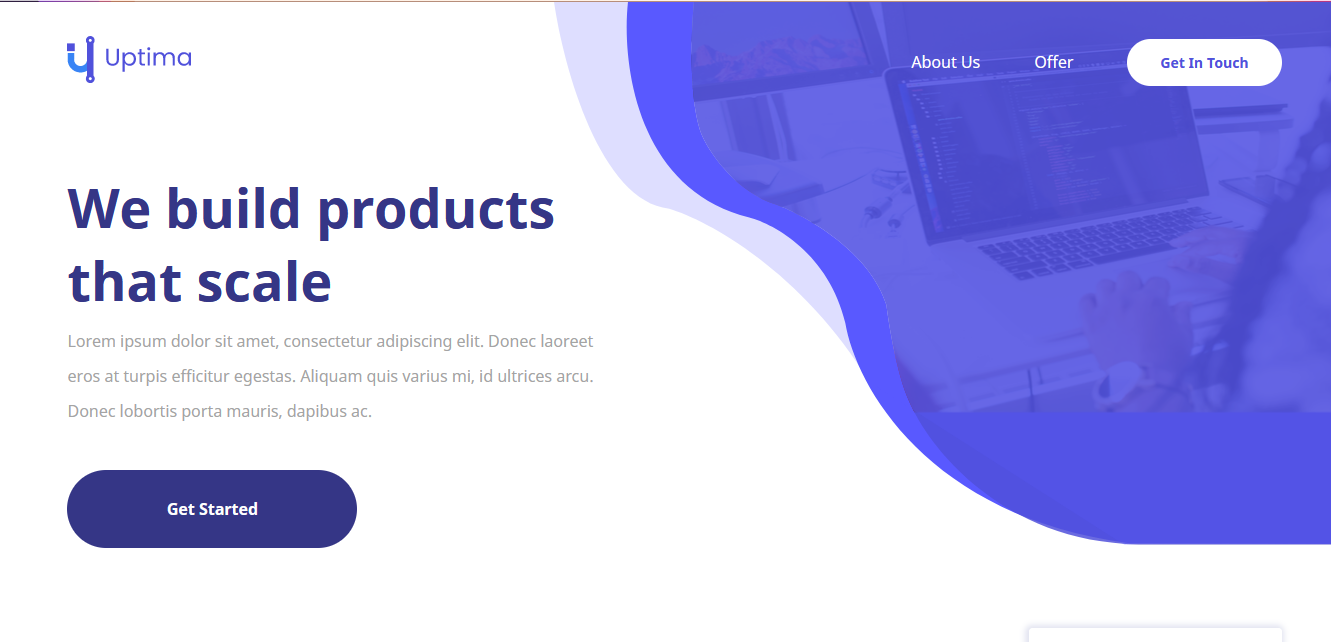 Uptima
About Us
Offer
Get In Touch
We build products
that scale
Lorem ipsum dolor sit amet, consectetur adipiscing elit. Donec laoreet
eros at turpis efficitur egestas. Aliquam quis varius mi, id ultrices arcu.
Donec lobortis porta mauris, dapibus ac.
Get Started